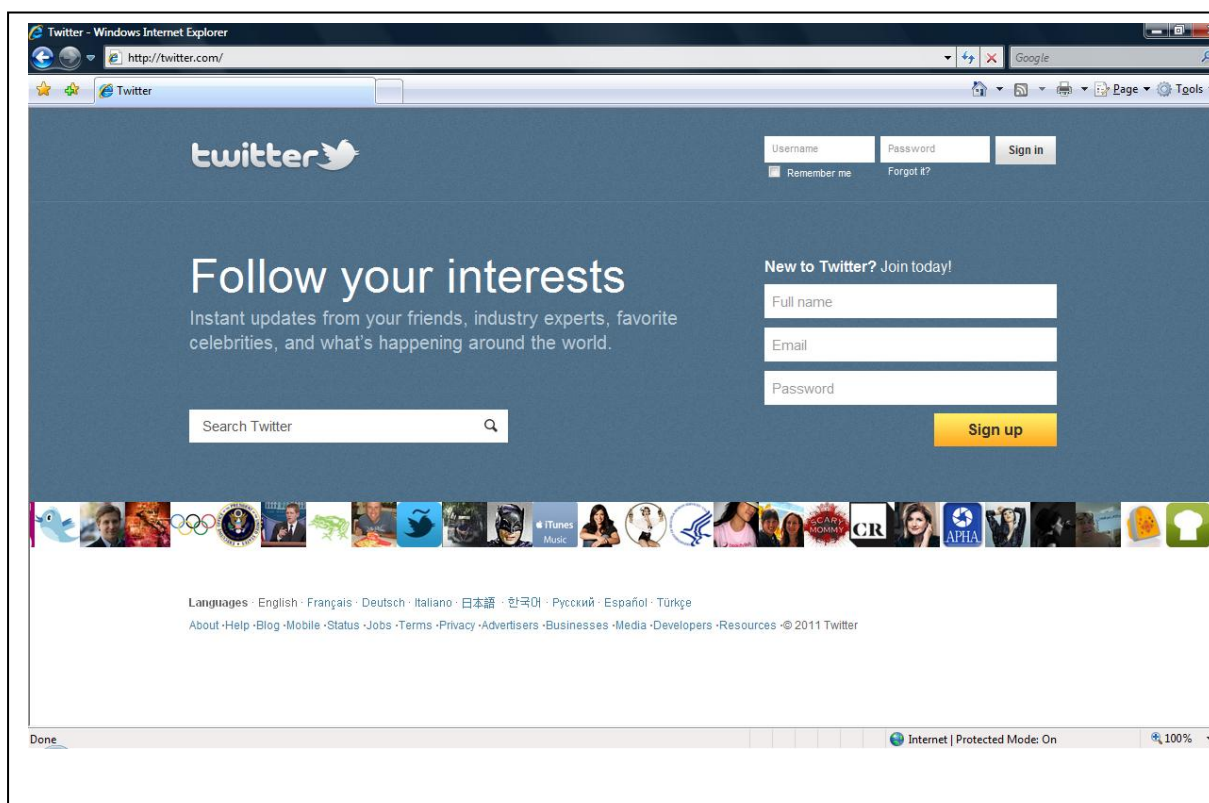 Twitter - Windows Internet Explorer
http://twitter.com/
Google
Twitter
Page
Tools
twitter
Username
Password
Sign in
Remember me
Forgot it?
Follow your interests
Instant updates from your friends, industry experts, favorite
celebrities, and what's happening around the world.
Search Twitter
New to Twitter? Join today!
Full name
Email
Password
Sign up
iTunes
Music
SCARY
MOMMY
CR
APHA
Languages · English · Français · Deutsch · Italiano · 日本語 · 한국어 · Русский · Español · Türkçe
About · Help · Blog · Mobile · Status · Jobs · Terms · Privacy · Advertisers · Businesses · Media · Developers · Resources · © 2011 Twitter
Done
Internet | Protected Mode: On
100%